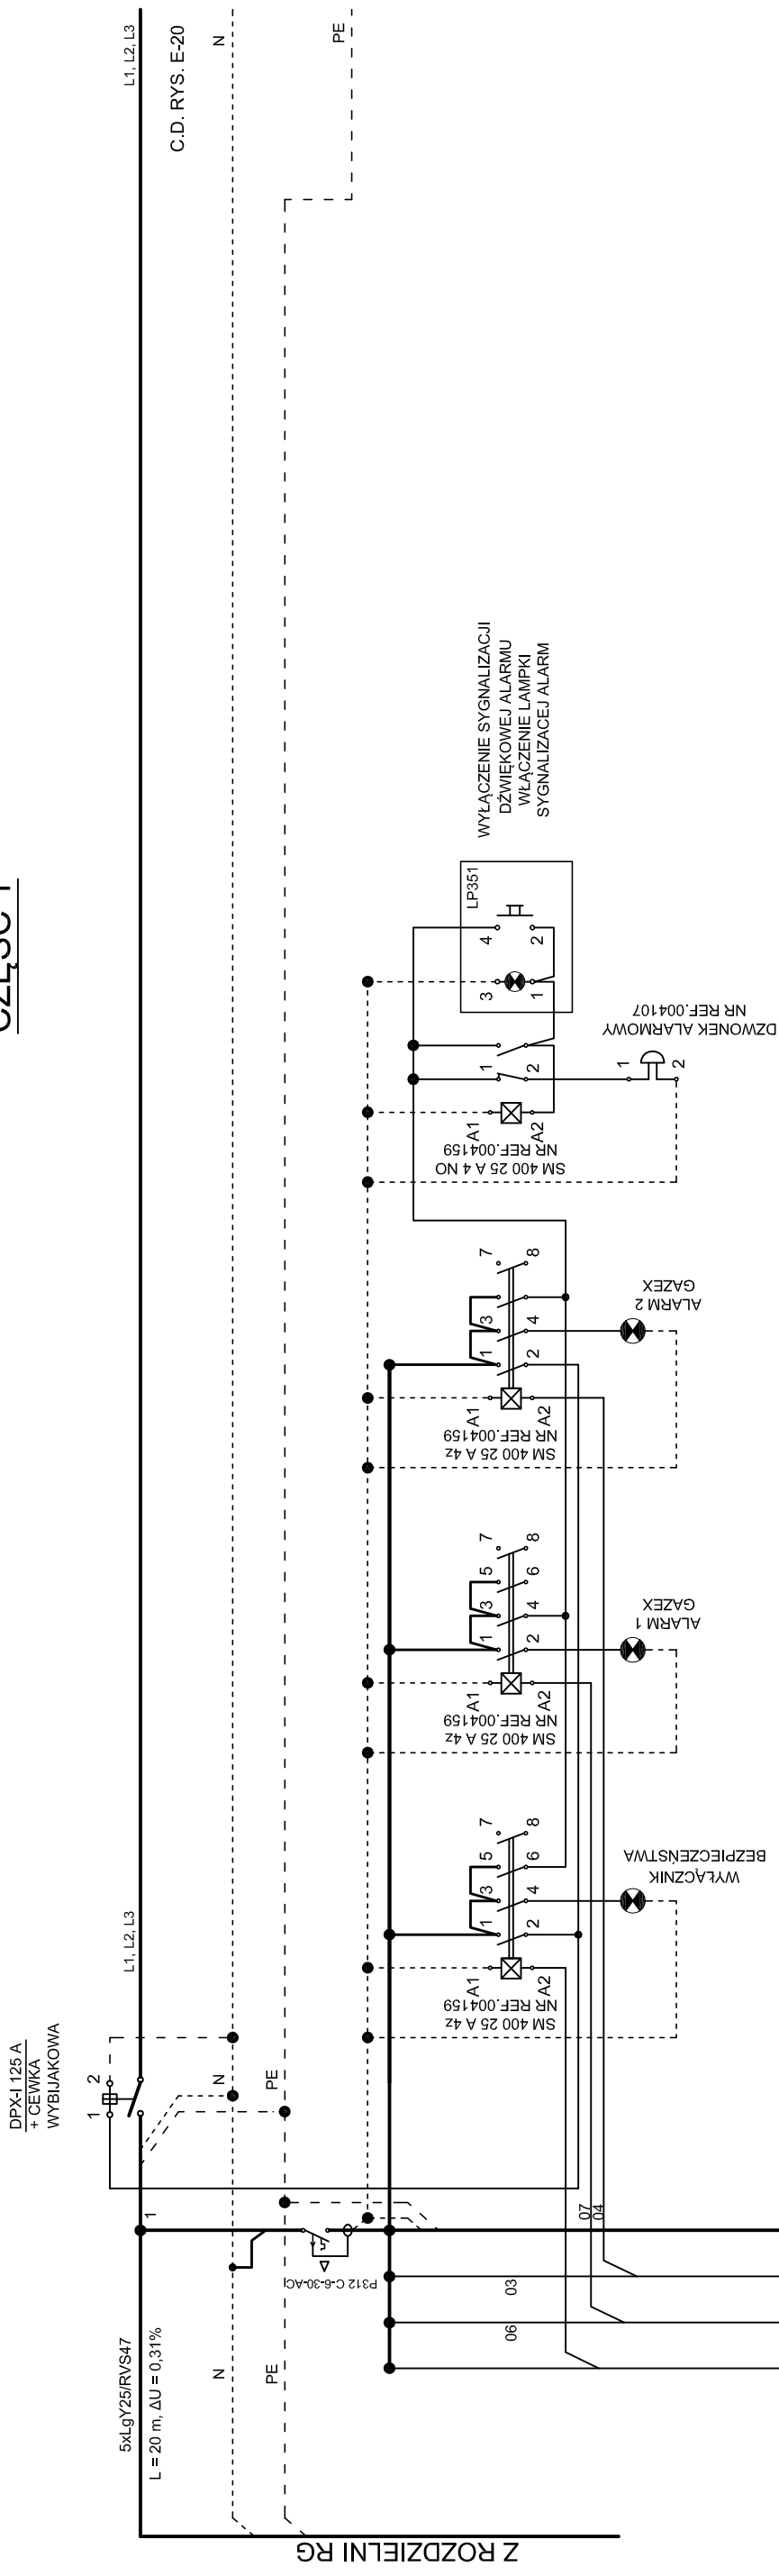 CZĘŚĆ 1
DPX-I 125 A
+ CEWKA
WYBIJAKOWA
1
2
L1, L2, L3
L1, L2, L3
C.D. RYS. E-20
N
PE
N
PE
N
PE
5xLgY25/RVS47
L = 20 m, ΔU = 0,31%
1
Z ROZDZIELNI RG
P312 C-6-30-AC
Δ
03
06
07
04
SM 400 25 A 4z
NR REF.004159
A1
A2
1
2
3
4
5
6
7
8
WYŁĄCZNIK
BEZPIECZEŃSTWA
SM 400 25 A 4z
NR REF.004159
A1
A2
1
2
3
4
5
6
7
8
ALARM 1
GAZEX
SM 400 25 A 4z
NR REF.004159
A1
A2
1
2
3
4
7
8
ALARM 2
GAZEX
SM 400 25 A 4 NO
NR REF.004159
A1
A2
1
2
1
2
DZWONEK ALARMOWY
NR REF.004107
LP351
3
1
4
2
WYŁĄCZENIE SYGNALIZACJI
DŹWIĘKOWEJ ALARMU
WŁĄCZENIE LAMPKI
SYGNALIZACEJ ALARM